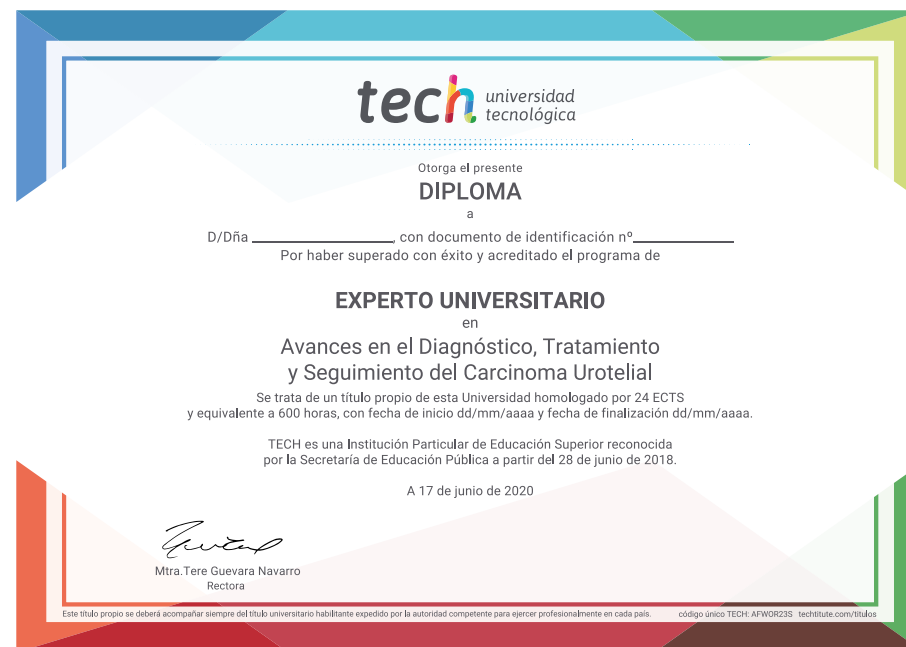 tech universidad
tecnológica
Otorga el presente
DIPLOMA
a
D/Dña ____________________, con documento de identificación nº______________
Por haber superado con éxito y acreditado el programa de
EXPERTO UNIVERSITARIO
en
Avances en el Diagnóstico, Tratamiento
y Seguimiento del Carcinoma Urotelial
Se trata de un título propio de esta Universidad homologado por 24 ECTS
y equivalente a 600 horas, con fecha de inicio dd/mm/aaaa y fecha de finalización dd/mm/aaaa.
TECH es una Institución Particular de Educación Superior reconocida
por la Secretaría de Educación Pública a partir del 28 de junio de 2018.
A 17 de junio de 2020
Mtra.Tere Guevara Navarro
Rectora
Este título propio se deberá acompañar siempre del título universitario habilitante expedido por la autoridad competente para ejercer profesionalmente en cada país. código único TECH: AFWOR23S techtitute.com/titulos